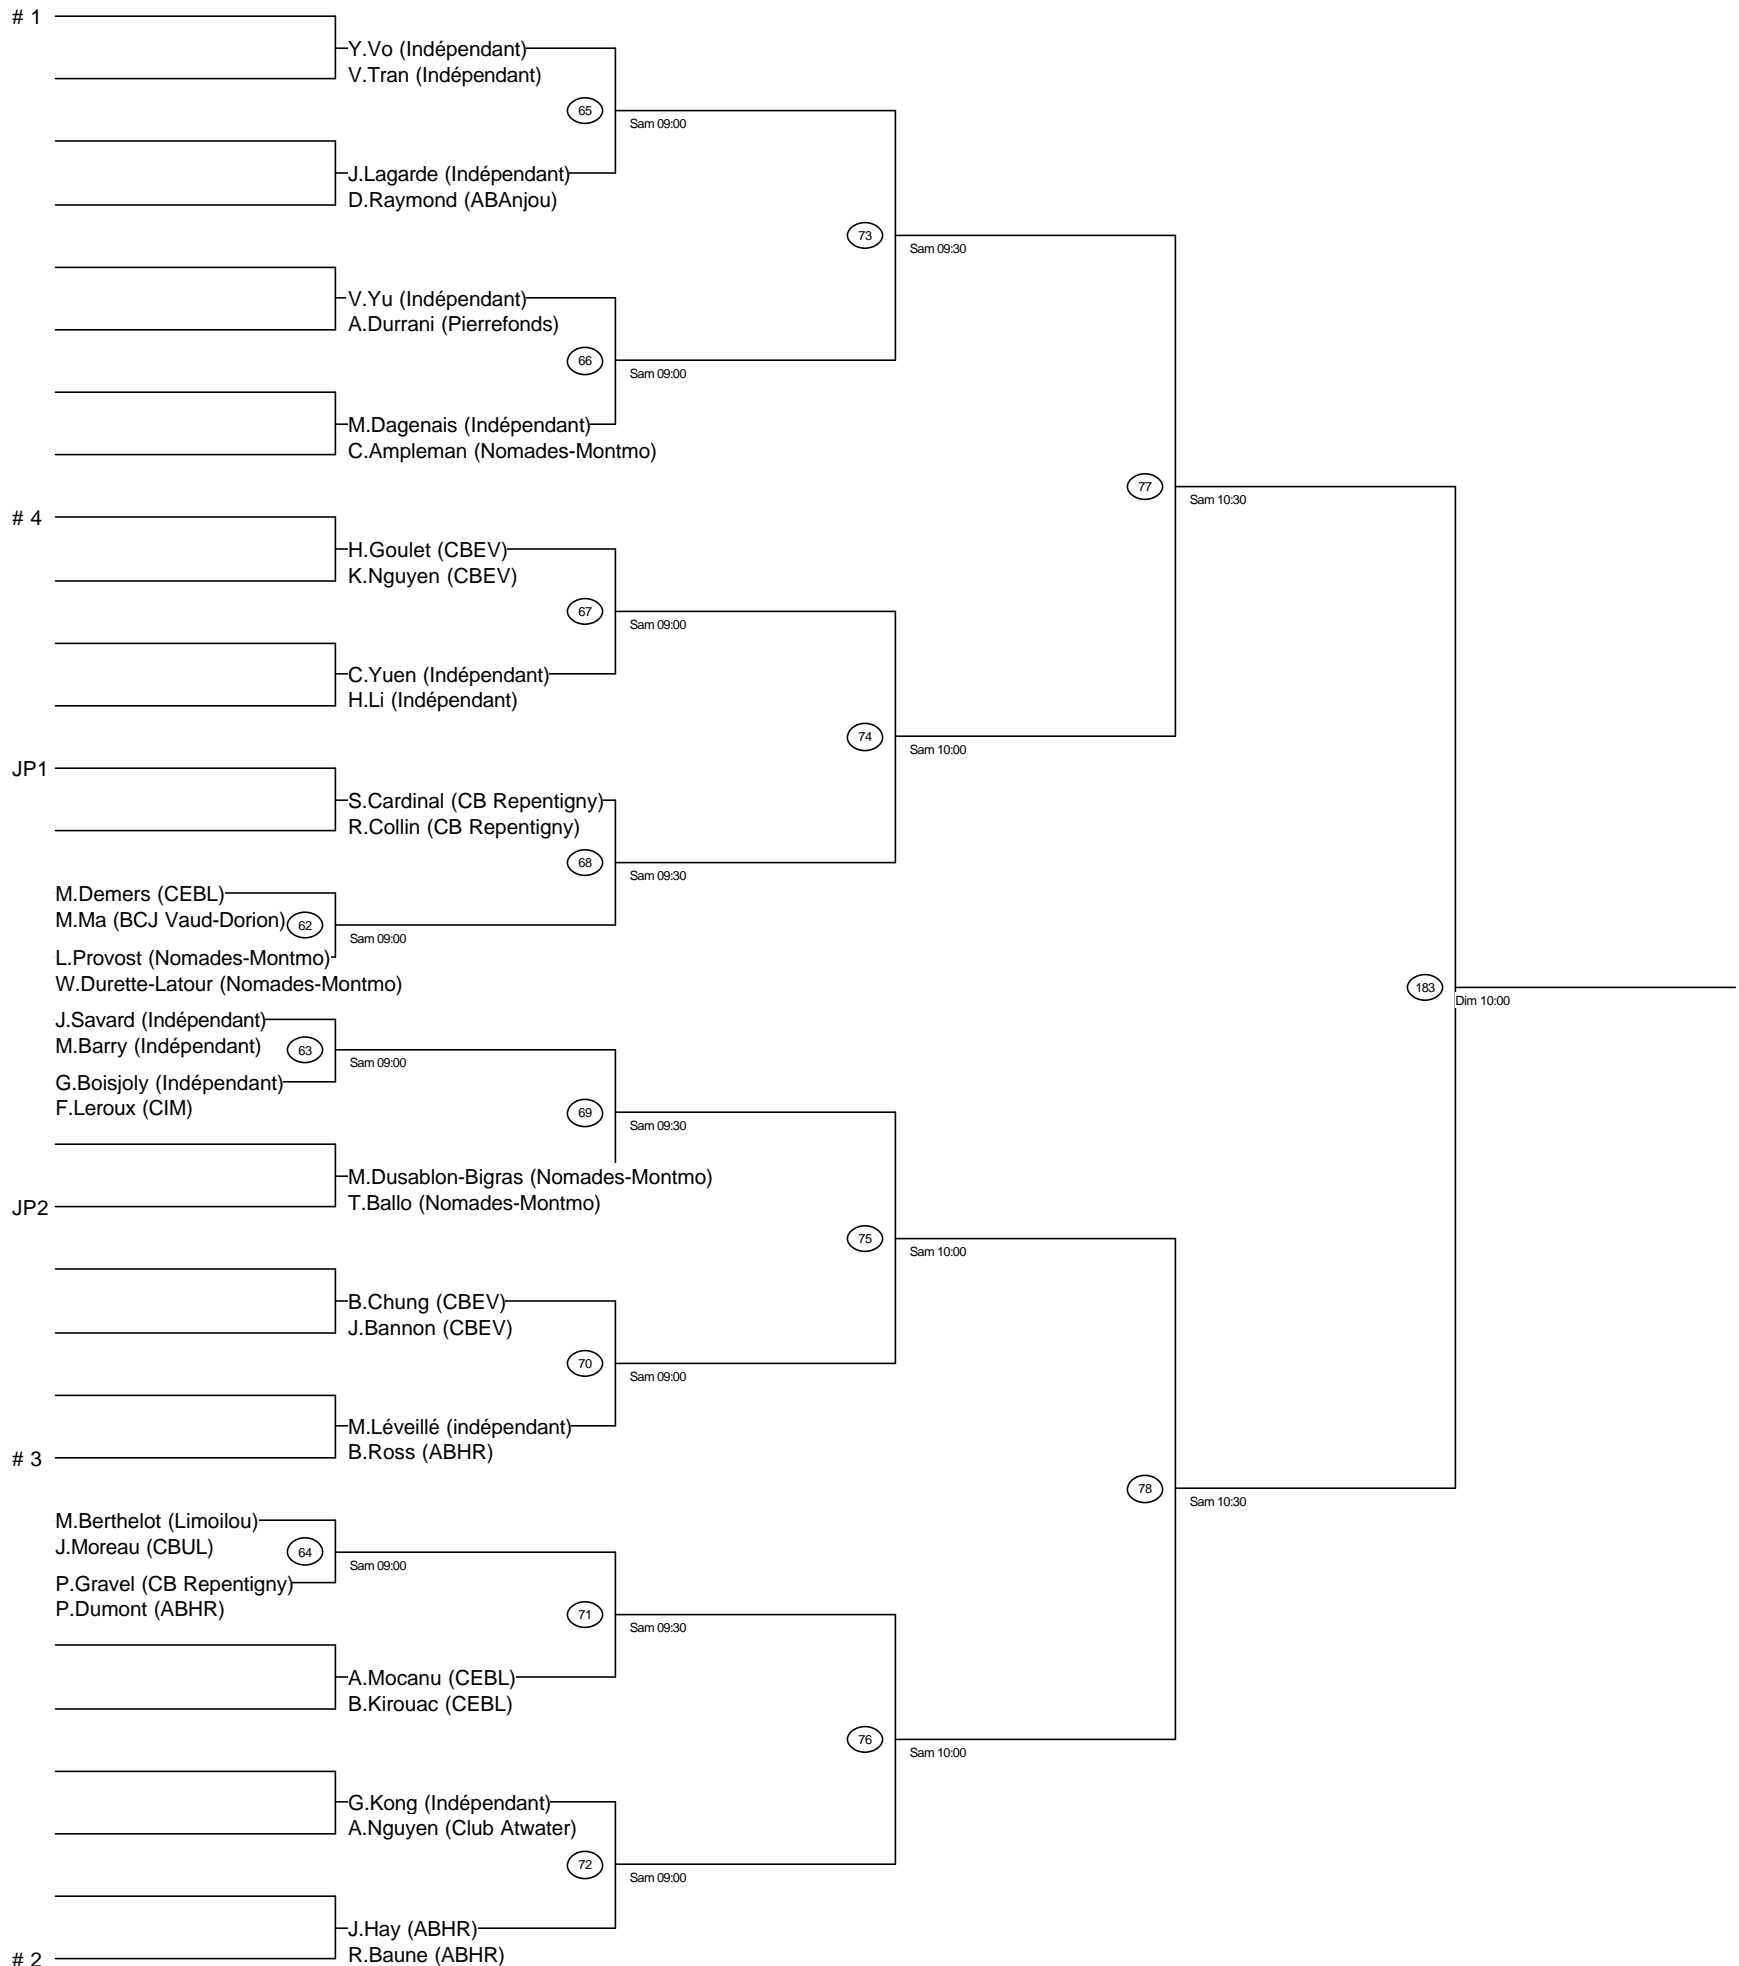 # 1
Y.Vo (Indépendant)
V.Tran (Indépendant)
65
Sam 09:00
J.Lagarde (Indépendant)
D.Raymond (ABAnjou)
73
Sam 09:30
V.Yu (Indépendant)
A.Durrani (Pierrefonds)
66
Sam 09:00
M.Dagenais (Indépendant)
C.Ampleman (Nomades-Montmo)
77
Sam 10:30
# 4
H.Goulet (CBEV)
K.Nguyen (CBEV)
67
Sam 09:00
C.Yuen (Indépendant)
H.Li (Indépendant)
74
Sam 10:00
JP1
S.Cardinal (CB Repentigny)
R.Collin (CB Repentigny)
68
Sam 09:30
M.Demers (CEBL)
M.Ma (BCJ Vaud-Dorion)
62
Sam 09:00
L.Provost (Nomades-Montmo)
W.Durette-Latour (Nomades-Montmo)
183
Dim 10:00
J.Savard (Indépendant)
M.Barry (Indépendant)
63
Sam 09:00
G.Boisjoly (Indépendant)
F.Leroux (CIM)
69
Sam 09:30
M.Dusablon-Bigras (Nomades-Montmo)
T.Ballo (Nomades-Montmo)
JP2
75
Sam 10:00
B.Chung (CBEV)
J.Bannon (CBEV)
70
Sam 09:00
M.Léveillé (indépendant)
B.Ross (ABHR)
# 3
78
Sam 10:30
M.Berthelot (Limoilou)
J.Moreau (CBUL)
64
Sam 09:00
P.Gravel (CB Repentigny)
P.Dumont (ABHR)
71
Sam 09:30
A.Mocanu (CEBL)
B.Kirouac (CEBL)
76
Sam 10:00
G.Kong (Indépendant)
A.Nguyen (Club Atwater)
72
Sam 09:00
J.Hay (ABHR)
R.Baune (ABHR)
# 2